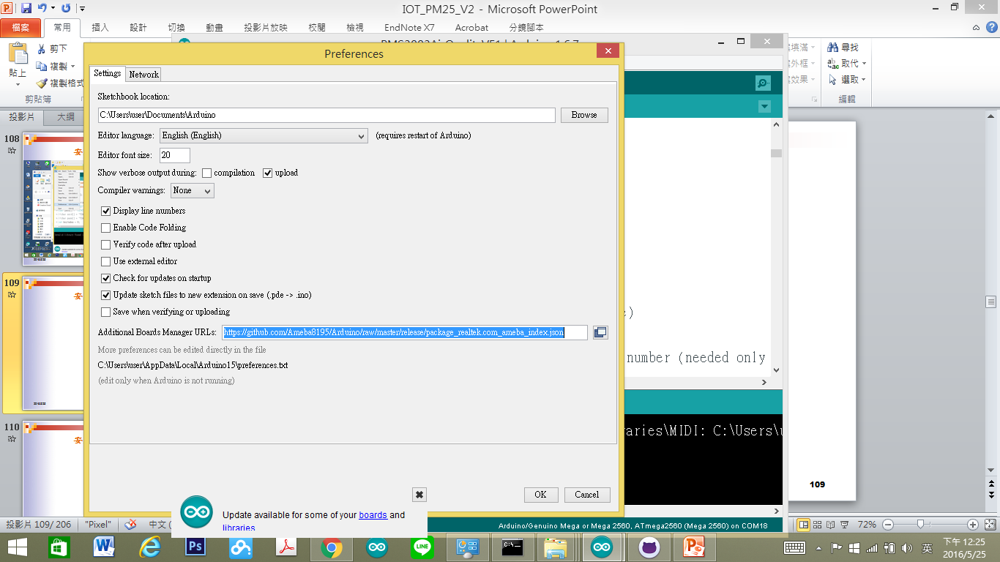 IOT_PM25_V2 - Microsoft PowerPoint
檔案 常用 插入 設計 切換 動畫 投影片放映 校閱 檢視 EndNote X7 Acrobat 分鏡腳本
貼上
剪下
複製
複製格式
剪貼簿
尋找
取代
選取
編輯
投影片 大綱
108
109
110
Preferences
Settings Network
Sketchbook location:
C:\Users\user\Documents\Arduino
Browse
Editor language: English (English) (requires restart of Arduino)
Editor font size: 20
Show verbose output during: compilation upload
Compiler warnings: None
Display line numbers
Enable Code Folding
Verify code after upload
Use external editor
Check for updates on startup
Update sketch files to new extension on save (.pde -> .ino)
Save when verifying or uploading
Additional Boards Manager URLs: https://github.com/Ameba8195/Arduino/raw/master/release/package_realtek.com_ameba_index.json
More preferences can be edited directly in the file
C:\Users\user\AppData\Local\Arduino15\preferences.txt
(edit only when Arduino is not running)
OK Cancel
number (needed only
raries\MIDI: C:\Users\u
109
Update available for some of your boards and
libraries
Arduino/Genuino Mega or Mega 2560, ATmega2560 (Mega 2560) on COM18
投影片 109/ 206 "Pixel" 中文 (
72%
英
下午 12:25
2016/5/25